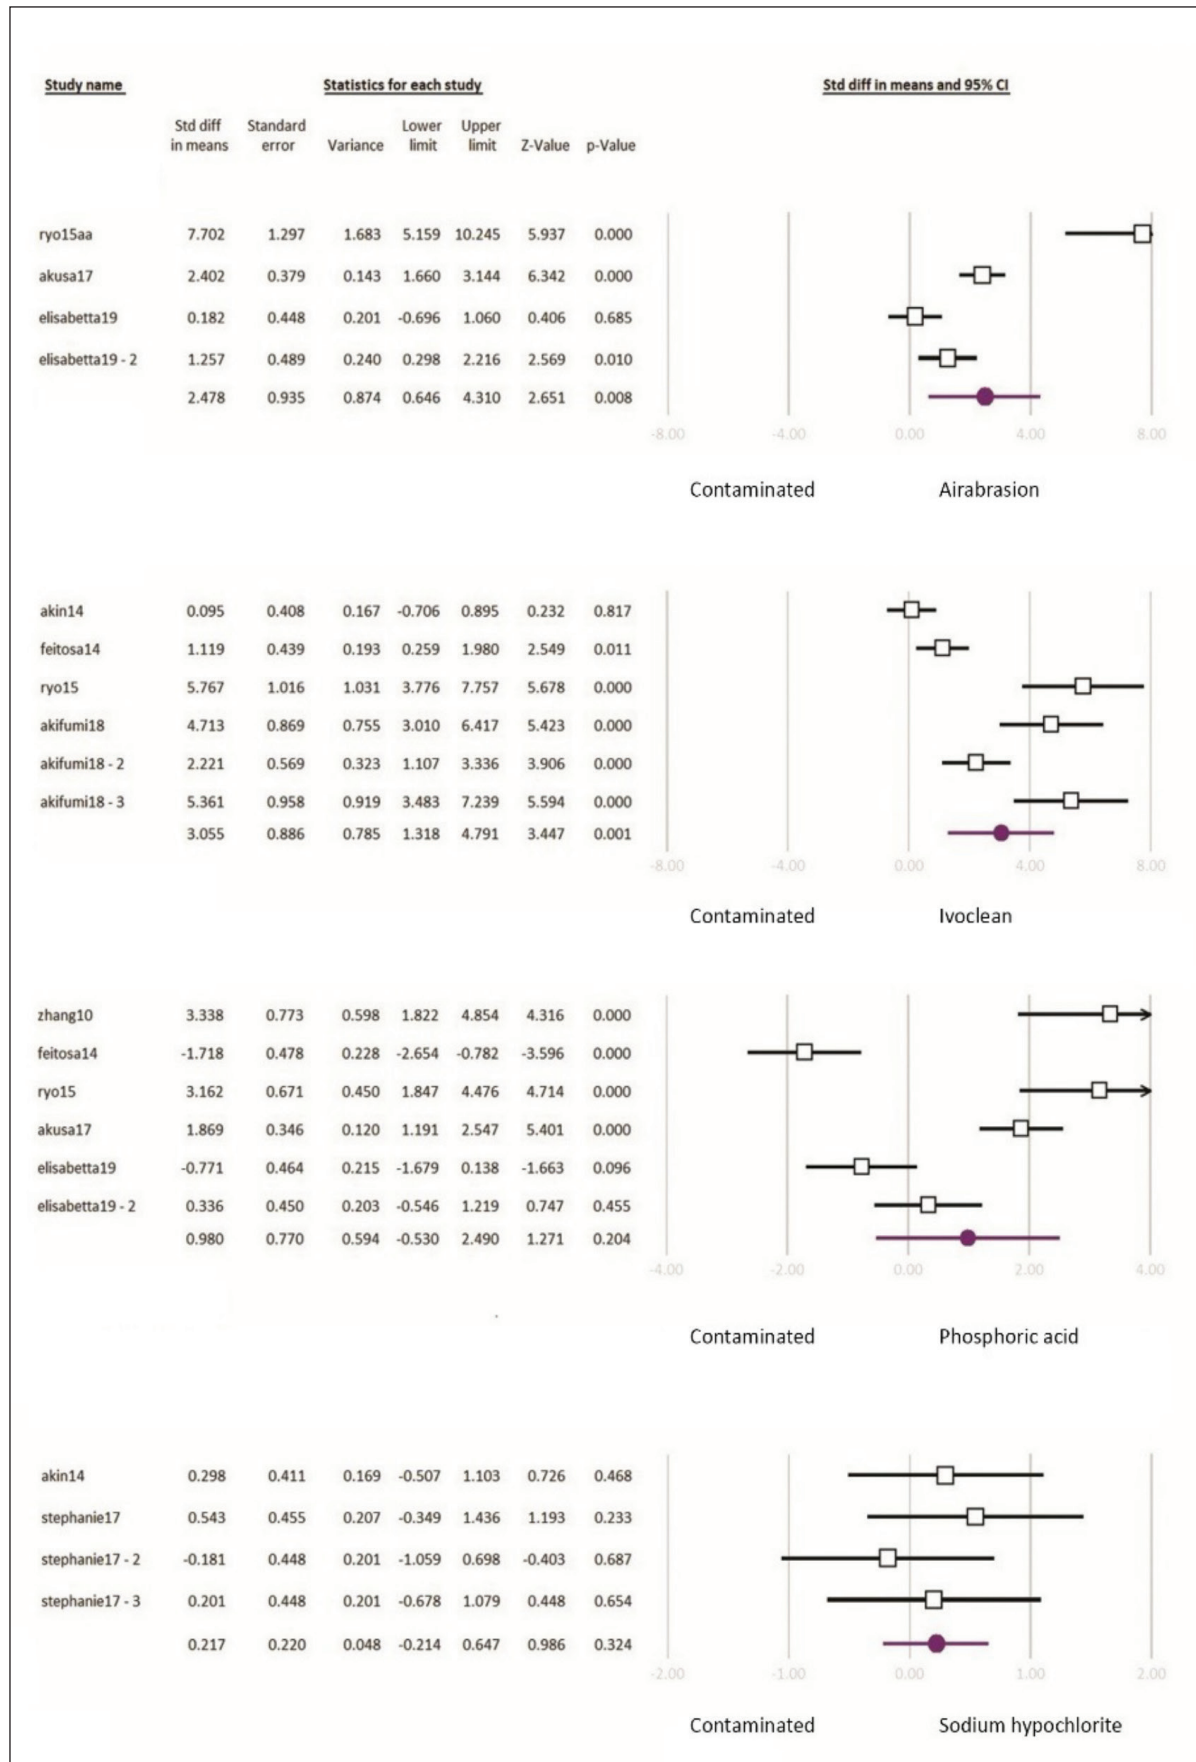 Study name Statistics for each study Std diff in means and 95% CI
Std diff in means Standard error Variance Lower limit Upper limit Z-Value p-Value
ryo15aa 7.702 1.297 1.683 5.159 10.245 5.937 0.000
akusa17 2.402 0.379 0.143 1.660 3.144 6.342 0.000
elisabetta19 0.182 0.448 0.201 -0.696 1.060 0.406 0.685
elisabetta19 - 2 1.257 0.489 0.240 0.298 2.216 2.569 0.010
2.478 0.935 0.874 0.646 4.310 2.651 0.008
-8.00 -4.00 0.00 4.00 8.00
Contaminated Airabrasion
akin14 0.095 0.408 0.167 -0.706 0.895 0.232 0.817
feitosa14 1.119 0.439 0.193 0.259 1.980 2.549 0.011
ryo15 5.767 1.016 1.031 3.776 7.757 5.678 0.000
akifumi18 4.713 0.869 0.755 3.010 6.417 5.423 0.000
akifumi18 - 2 2.221 0.569 0.323 1.107 3.336 3.906 0.000
akifumi18 - 3 5.361 0.958 0.919 3.483 7.239 5.594 0.000
3.055 0.886 0.785 1.318 4.791 3.447 0.001
-8.00 -4.00 0.00 4.00 8.00
Contaminated Ivoclean
zhang10 3.338 0.773 0.598 1.822 4.854 4.316 0.000
feitosa14 -1.718 0.478 0.228 -2.654 -0.782 -3.596 0.000
ryo15 3.162 0.671 0.450 1.847 4.476 4.714 0.000
akusa17 1.869 0.346 0.120 1.191 2.547 5.401 0.000
elisabetta19 -0.771 0.464 0.215 -1.679 0.138 -1.663 0.096
elisabetta19 - 2 0.336 0.450 0.203 -0.546 1.219 0.747 0.455
0.980 0.770 0.594 -0.530 2.490 1.271 0.204
-4.00 -2.00 0.00 2.00 4.00
Contaminated Phosphoric acid
akin14 0.298 0.411 0.169 -0.507 1.103 0.726 0.468
stephanie17 0.543 0.455 0.207 -0.349 1.436 1.193 0.233
stephanie17 - 2 -0.181 0.448 0.201 -1.059 0.698 -0.403 0.687
stephanie17 - 3 0.201 0.448 0.201 -0.678 1.079 0.448 0.654
0.217 0.220 0.048 -0.214 0.647 0.986 0.324
-2.00 -1.00 0.00 1.00 2.00
Contaminated Sodium hypochlorite